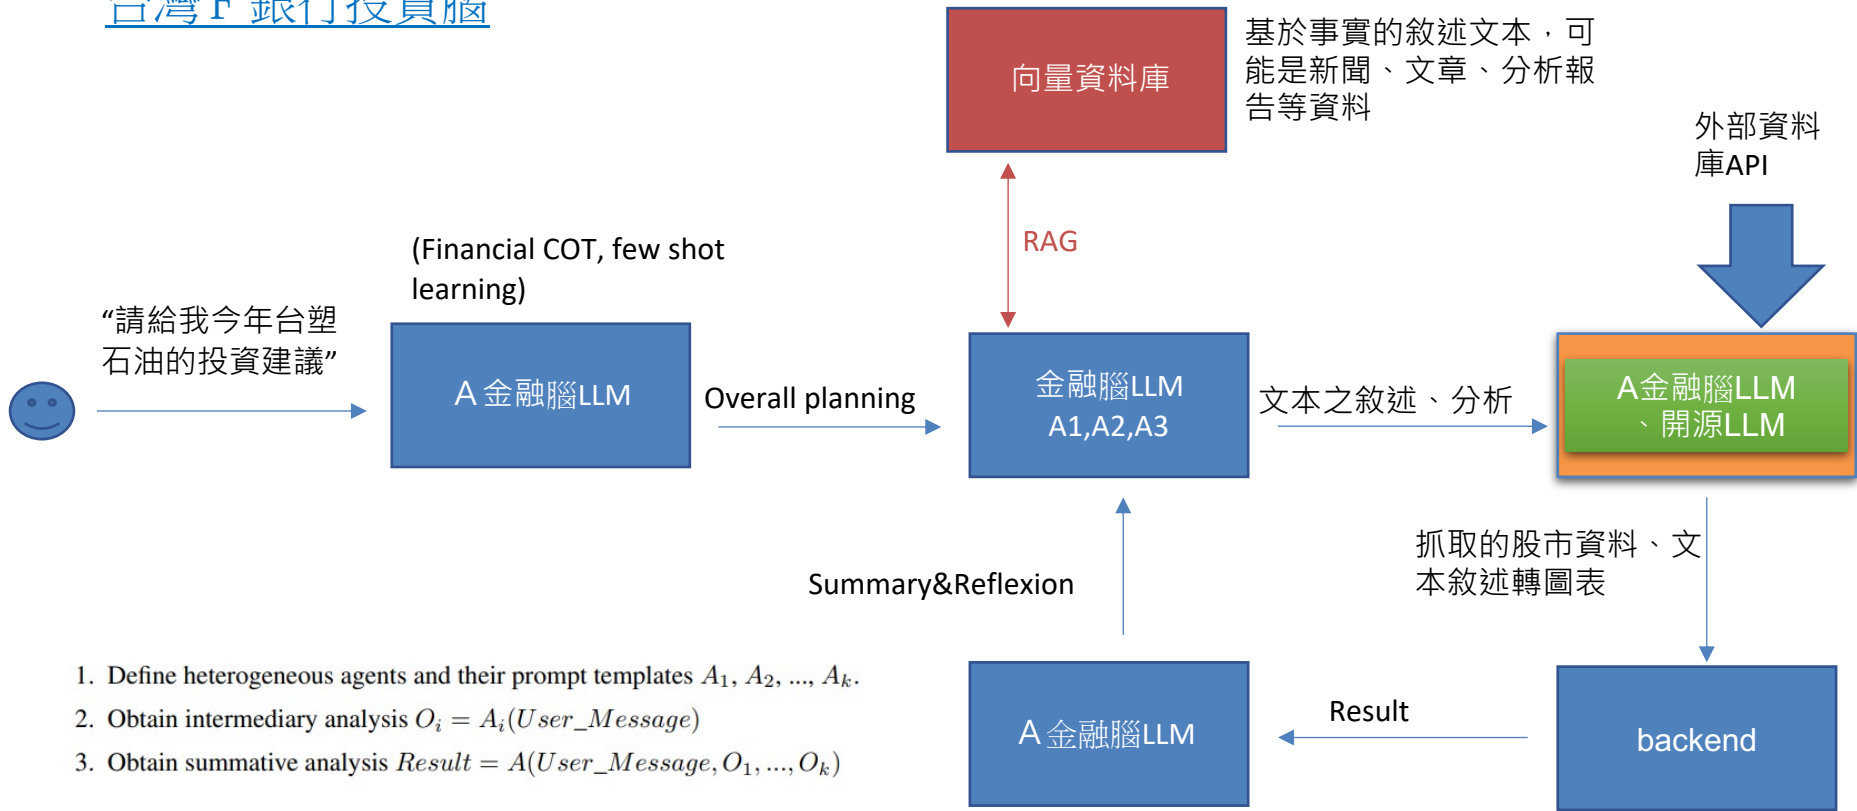 台灣 F 銀行投資腦
向量資料庫
基於事實的敘述文本，可
能是新聞、文章、分析報
告等資料
外部資料
庫API
RAG
(Financial COT, few shot
learning)
“請給我今年台塑
石油的投資建議”
A 金融腦LLM
Overall planning
金融腦LLM
A1,A2,A3
文本之敘述、分析
A金融腦LLM
、開源LLM
抓取的股市資料、文
本敘述轉圖表
Summary&Reflexion
1. Define heterogeneous agents and their prompt templates A₁, A₂, ..., Aₖ.
2. Obtain intermediary analysis Oᵢ = Aᵢ(User_Message)
3. Obtain summative analysis Result = A(User_Message, O₁, ..., Oₖ)
A 金融腦LLM
Result
backend